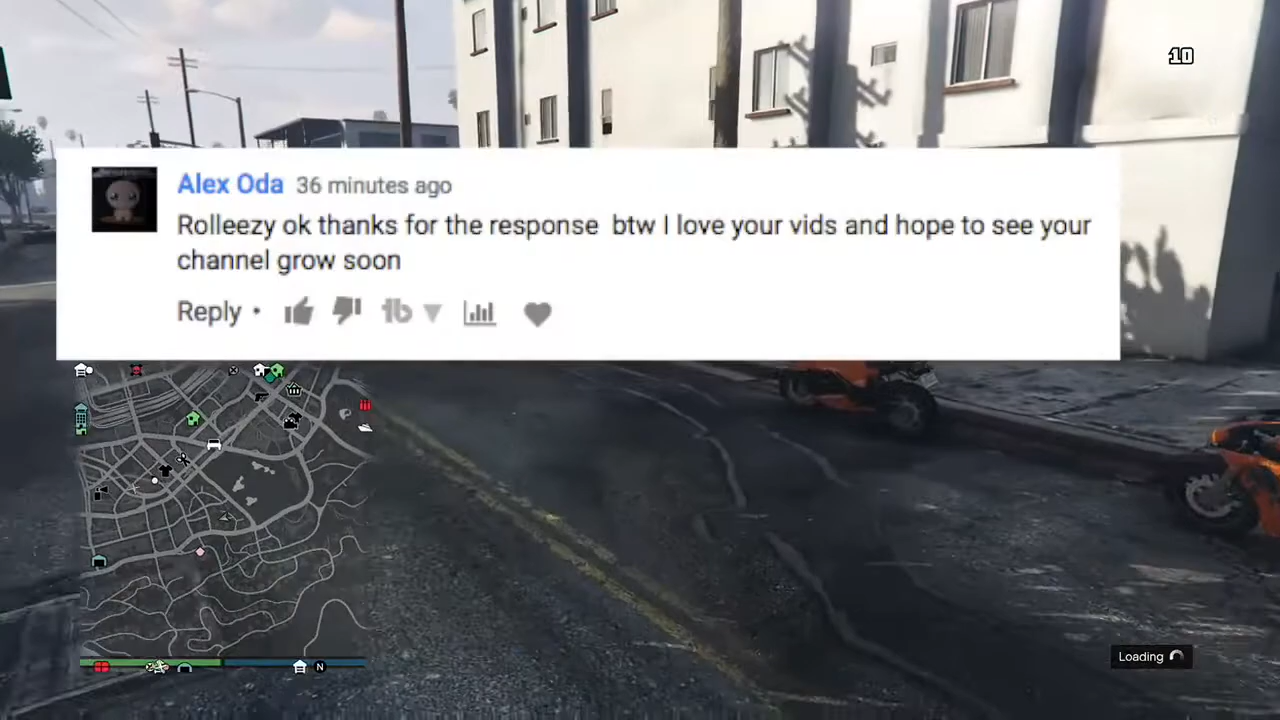 10
Alex Oda 36 minutes ago
Rolleezy ok thanks for the response btw I love your vids and hope to see your
channel grow soon
Reply •
N
Loading